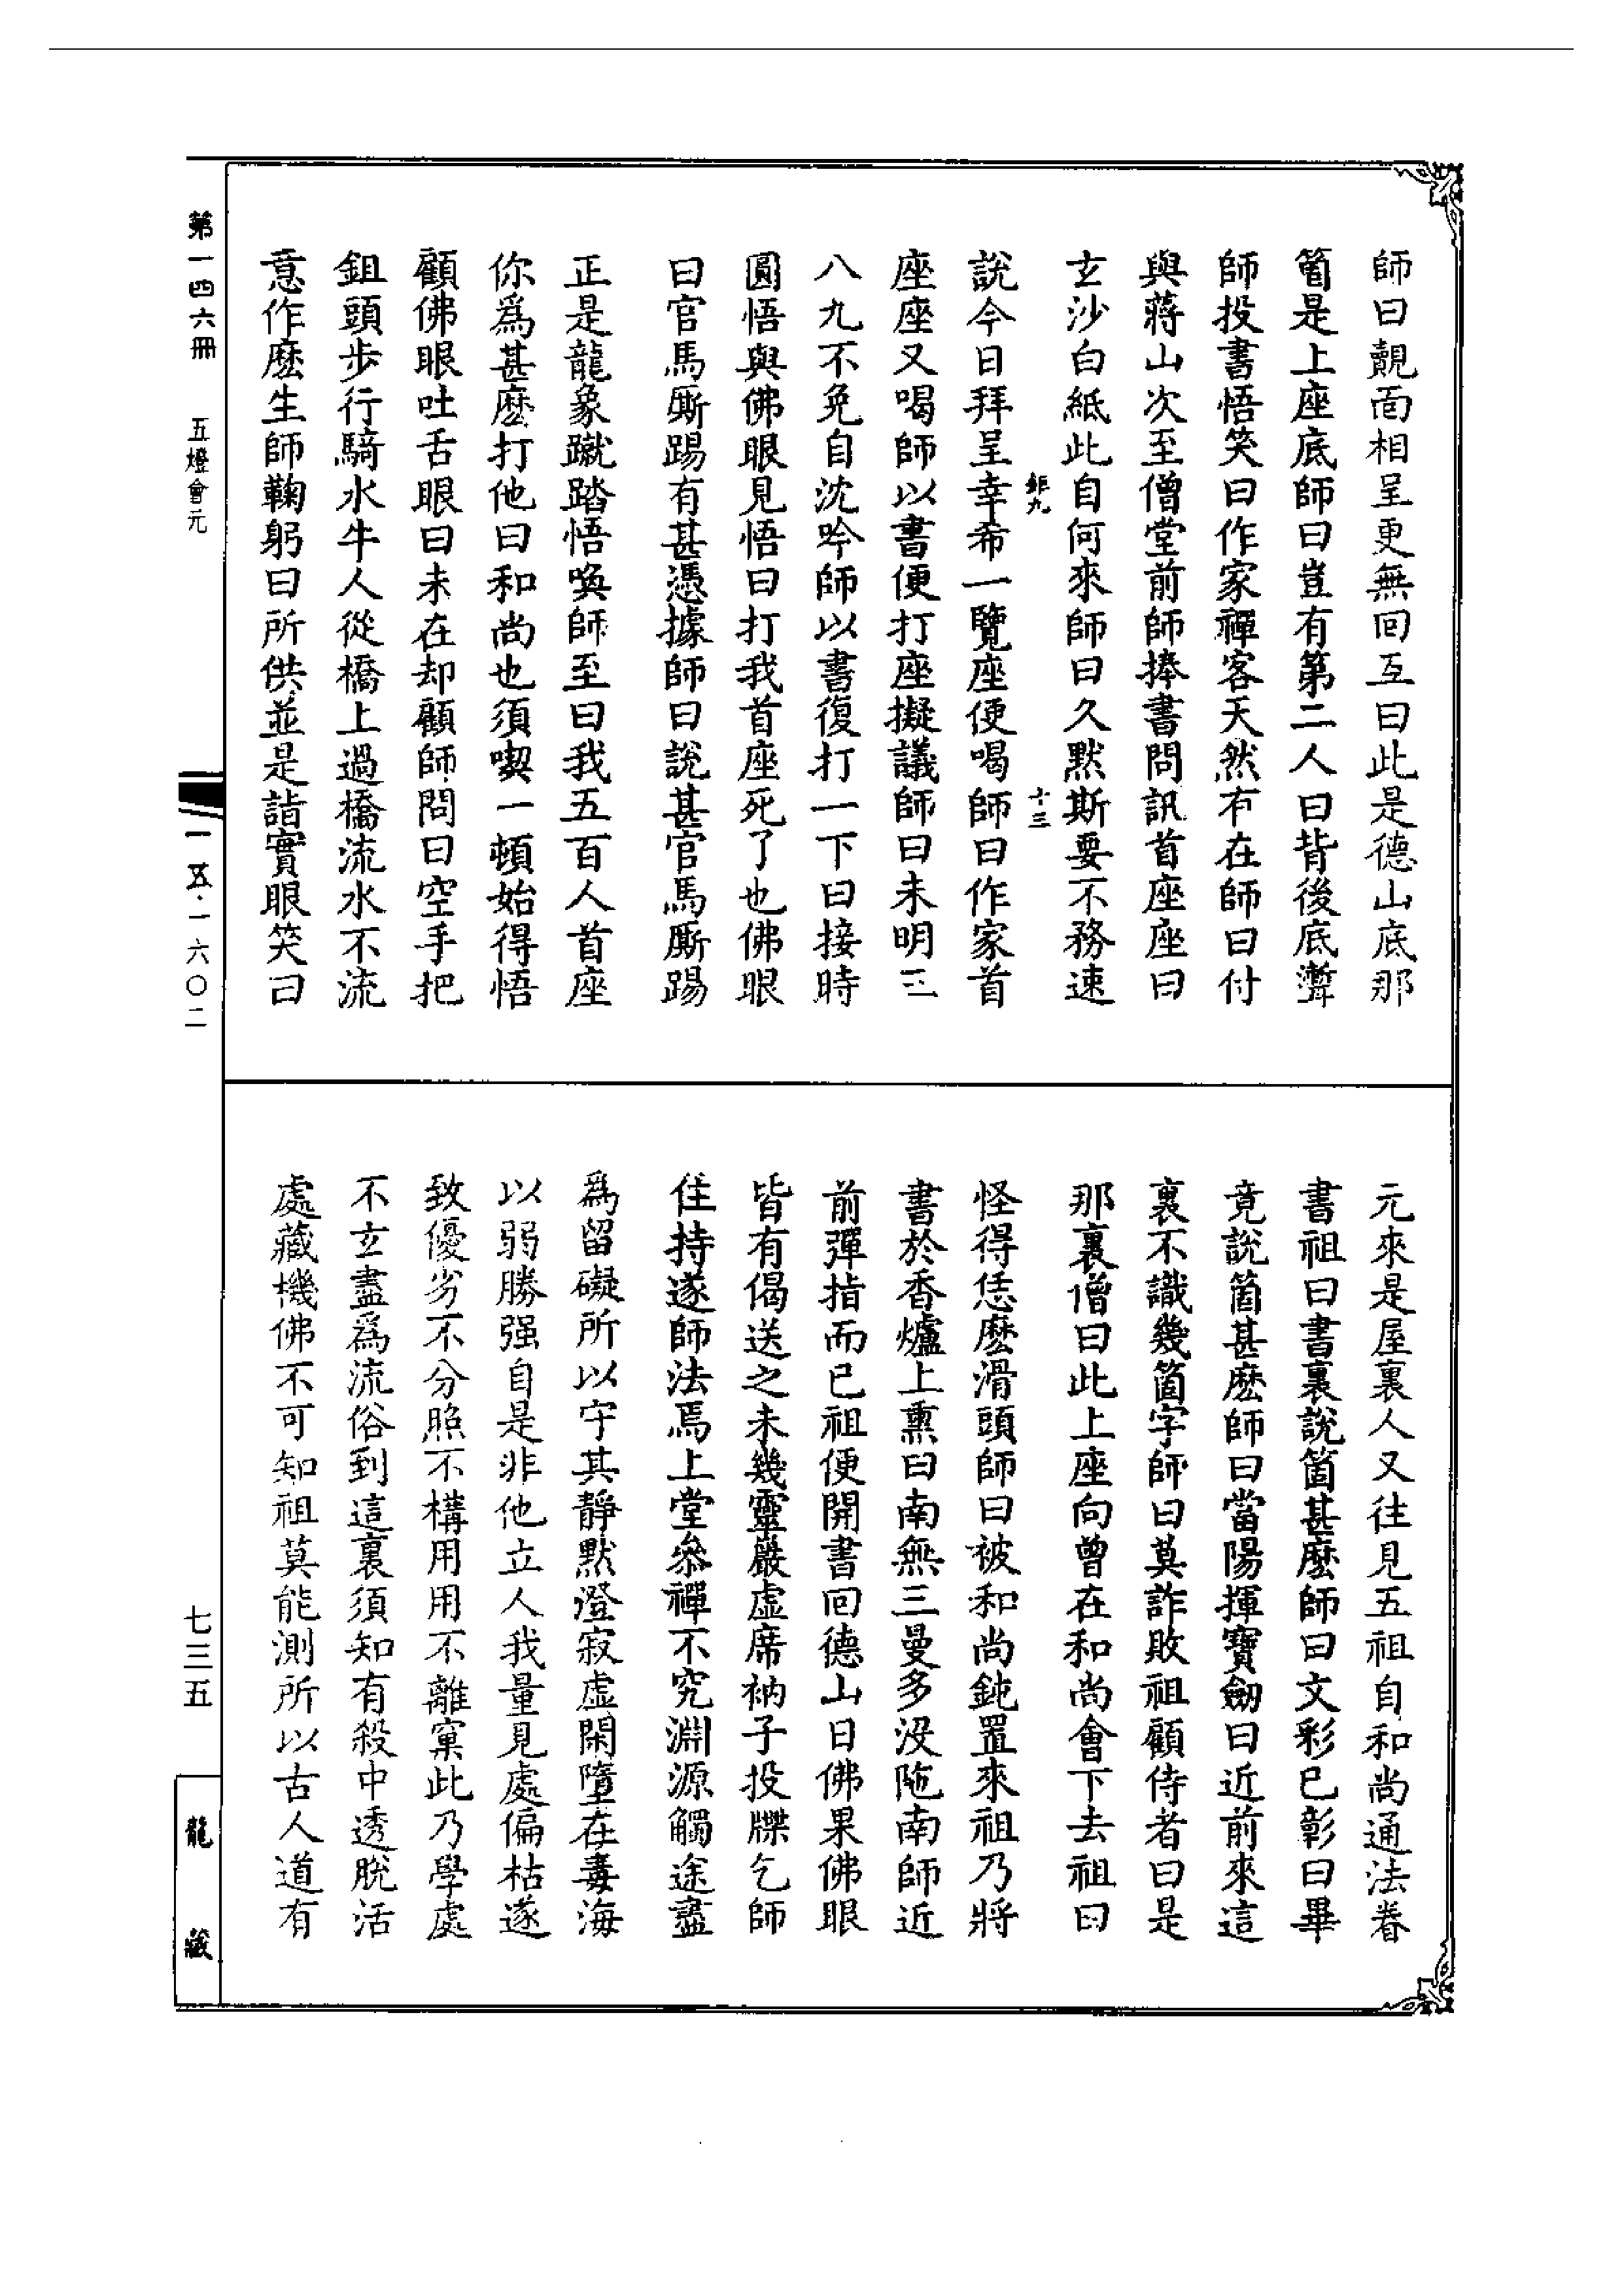 師曰覿面相呈更無回互曰此是德山底那
箇是上座底師曰豈有第二人曰背後底聻
師投書悟笑曰作家禪客天然有在師曰付
與蔣山次至僧堂前師捧書問訊首座座曰
玄沙白紙此自何來師曰久默斯要不務速
鉅九 十三
說今日拜呈幸希一覽座便喝師曰作家首
座座又喝師以書便打座擬議師曰未明三
八九不免自沈吟師以書復打一下曰接時
圓悟與佛眼見悟曰打我首座死了也佛眼
曰官馬廝踢有甚憑據師曰說甚官馬廝踢
正是龍象蹴踏悟喚師至曰我五百人首座
你爲甚麽打他曰和尚也須喫一頓始得悟
顧佛眼吐舌眼曰未在却顧師問曰空手把
鉏頭步行騎水牛人從橋上過橋流水不流
意作麽生師鞠躬曰所供並是詣實眼笑曰
元來是屋裏人又往見五祖自和尚通法眷
書祖曰書裏說箇甚麽師曰文彩已彰曰畢
竟說箇甚麽師曰當陽揮寶劒曰近前來這
裏不識幾箇字師曰莫詐敗祖顧侍者曰是
那裏僧曰此上座向曾在和尚會下去祖曰
怪得恁麽滑頭師曰被和尚鈍置來祖乃將
書於香爐上熏曰南無三曼多沒陁南師近
前彈指而已祖便開書回德山日佛果佛眼
皆有偈送之未幾靈巖虛席衲子投牒乞師
住持遂師法焉上堂叅禪不究淵源觸途盡
爲留礙所以守其靜默澄寂虛閑墮在毒海
以弱勝强自是非他立人我量見處偏枯遂
致優劣不分照不構用用不離窠此乃學處
不玄盡爲流俗到這裏須知有殺中透脫活
處藏機佛不可知祖莫能測所以古人道有
第一四六冊 五燈會元 一五·一六〇二 七三五 龍藏